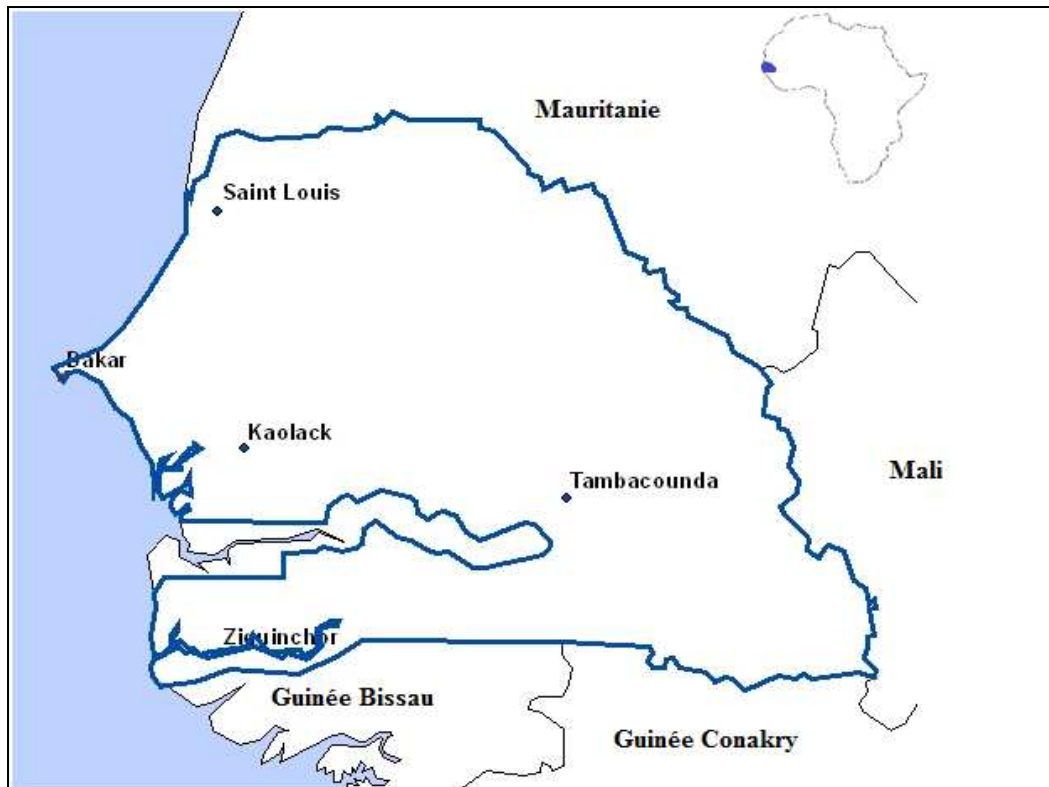 Mauritanie
Saint Louis
Dakar
Kaolack
Tambacounda
Mali
Ziguinchor
Guinée Bissau
Guinée Conakry